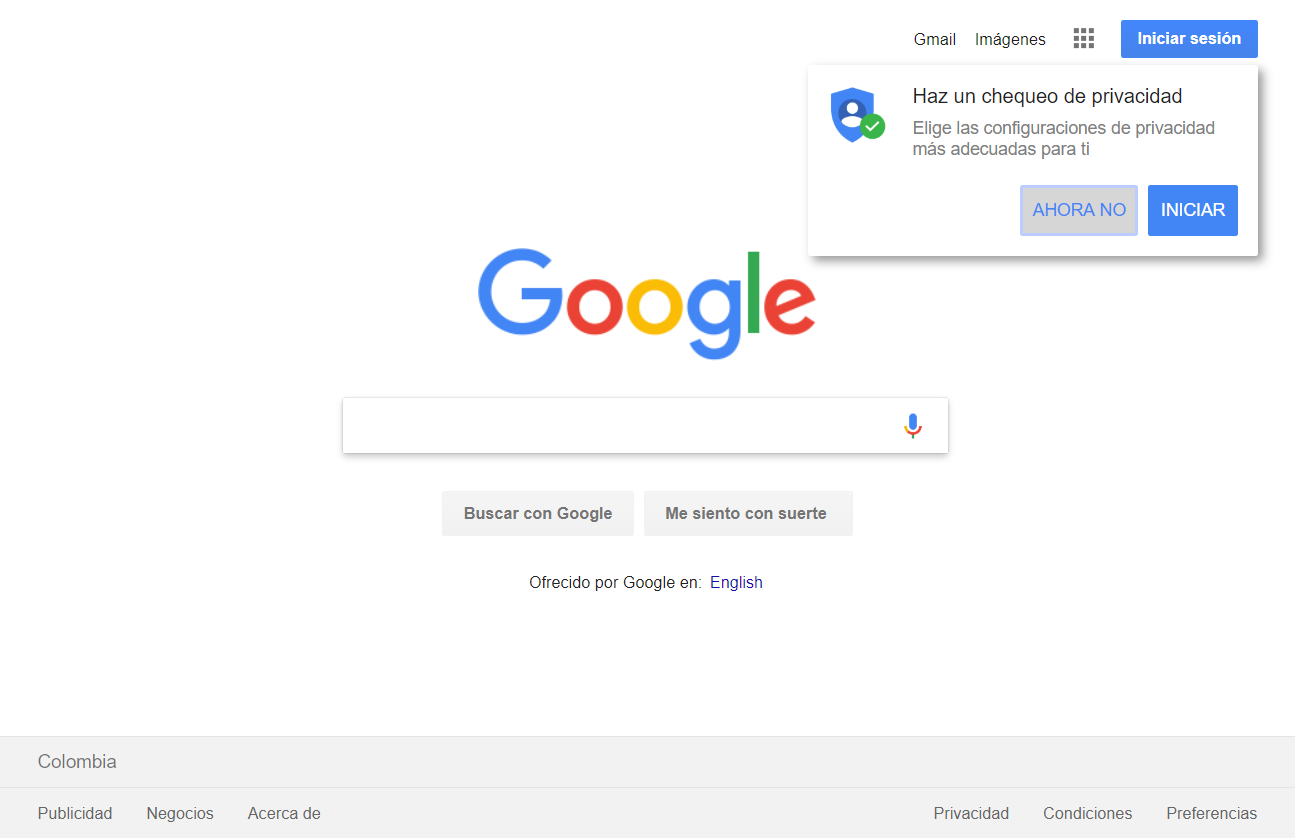 Gmail Imágenes Iniciar sesión
Haz un chequeo de privacidad
Elige las configuraciones de privacidad
más adecuadas para ti
AHORA NO INICIAR
Google
Buscar con Google Me siento con suerte
Ofrecido por Google en: English
Colombia
Publicidad Negocios Acerca de Privacidad Condiciones Preferencias